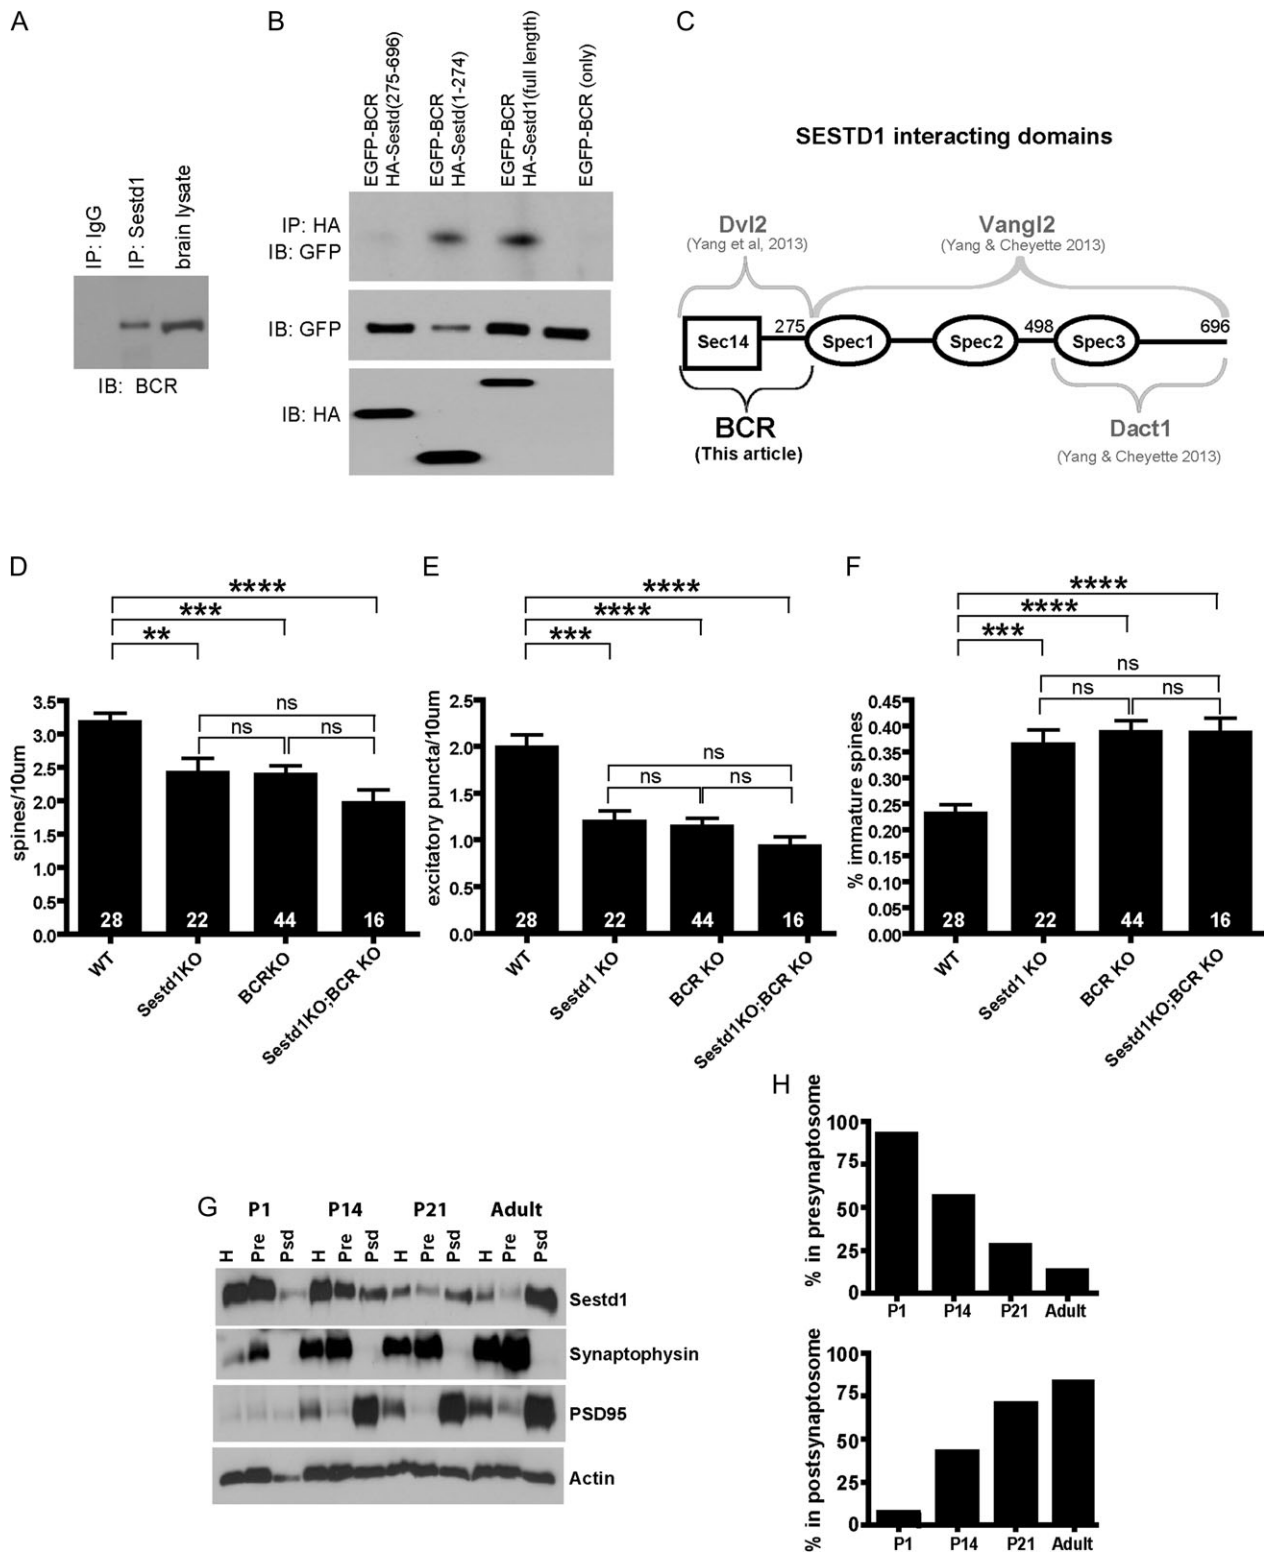 A
IP: IgG
IP: Sestd1
brain lysate
IB: BCR
B
EGFP-BCR
HA-Sestd(275-696)
EGFP-BCR
HA-Sestd(1-274)
EGFP-BCR
HA-Sestd1(full length)
EGFP-BCR (only)
IP: HA
IB: GFP
IB: GFP
IB: HA
C
SESTD1 interacting domains
Dvl2
(Yang et al, 2013)
Vangl2
(Yang & Cheyette 2013)
Sec14
275
Spec1
Spec2
498
Spec3
696
BCR
(This article)
Dact1
(Yang & Cheyette 2013)
D
****
***
**
ns
ns
ns
spines/10um
3.5
3.0
2.5
2.0
1.5
1.0
0.5
0.0
28
22
44
16
WT
Sestd1KO
BCRKO
Sestd1KO;BCR KO
E
****
****
***
ns
ns
ns
excitatory puncta/10um
2.5
2.0
1.5
1.0
0.5
0.0
28
22
44
16
WT
Sestd1 KO
BCR KO
Sestd1KO;BCR KO
F
****
****
***
ns
ns
ns
% immature spines
0.45
0.40
0.35
0.30
0.25
0.20
0.15
0.10
0.05
0.00
28
22
44
16
WT
Sestd1 KO
BCR KO
Sestd1KO;BCR KO
G
P1
P14
P21
Adult
H
Pre
Psd
H
Pre
Psd
H
Pre
Psd
H
Pre
Psd
Sestd1
Synaptophysin
PSD95
Actin
H
% in presynaptosome
100
75
50
25
0
P1
P14
P21
Adult
% in postsynaptosome
100
75
50
25
0
P1
P14
P21
Adult